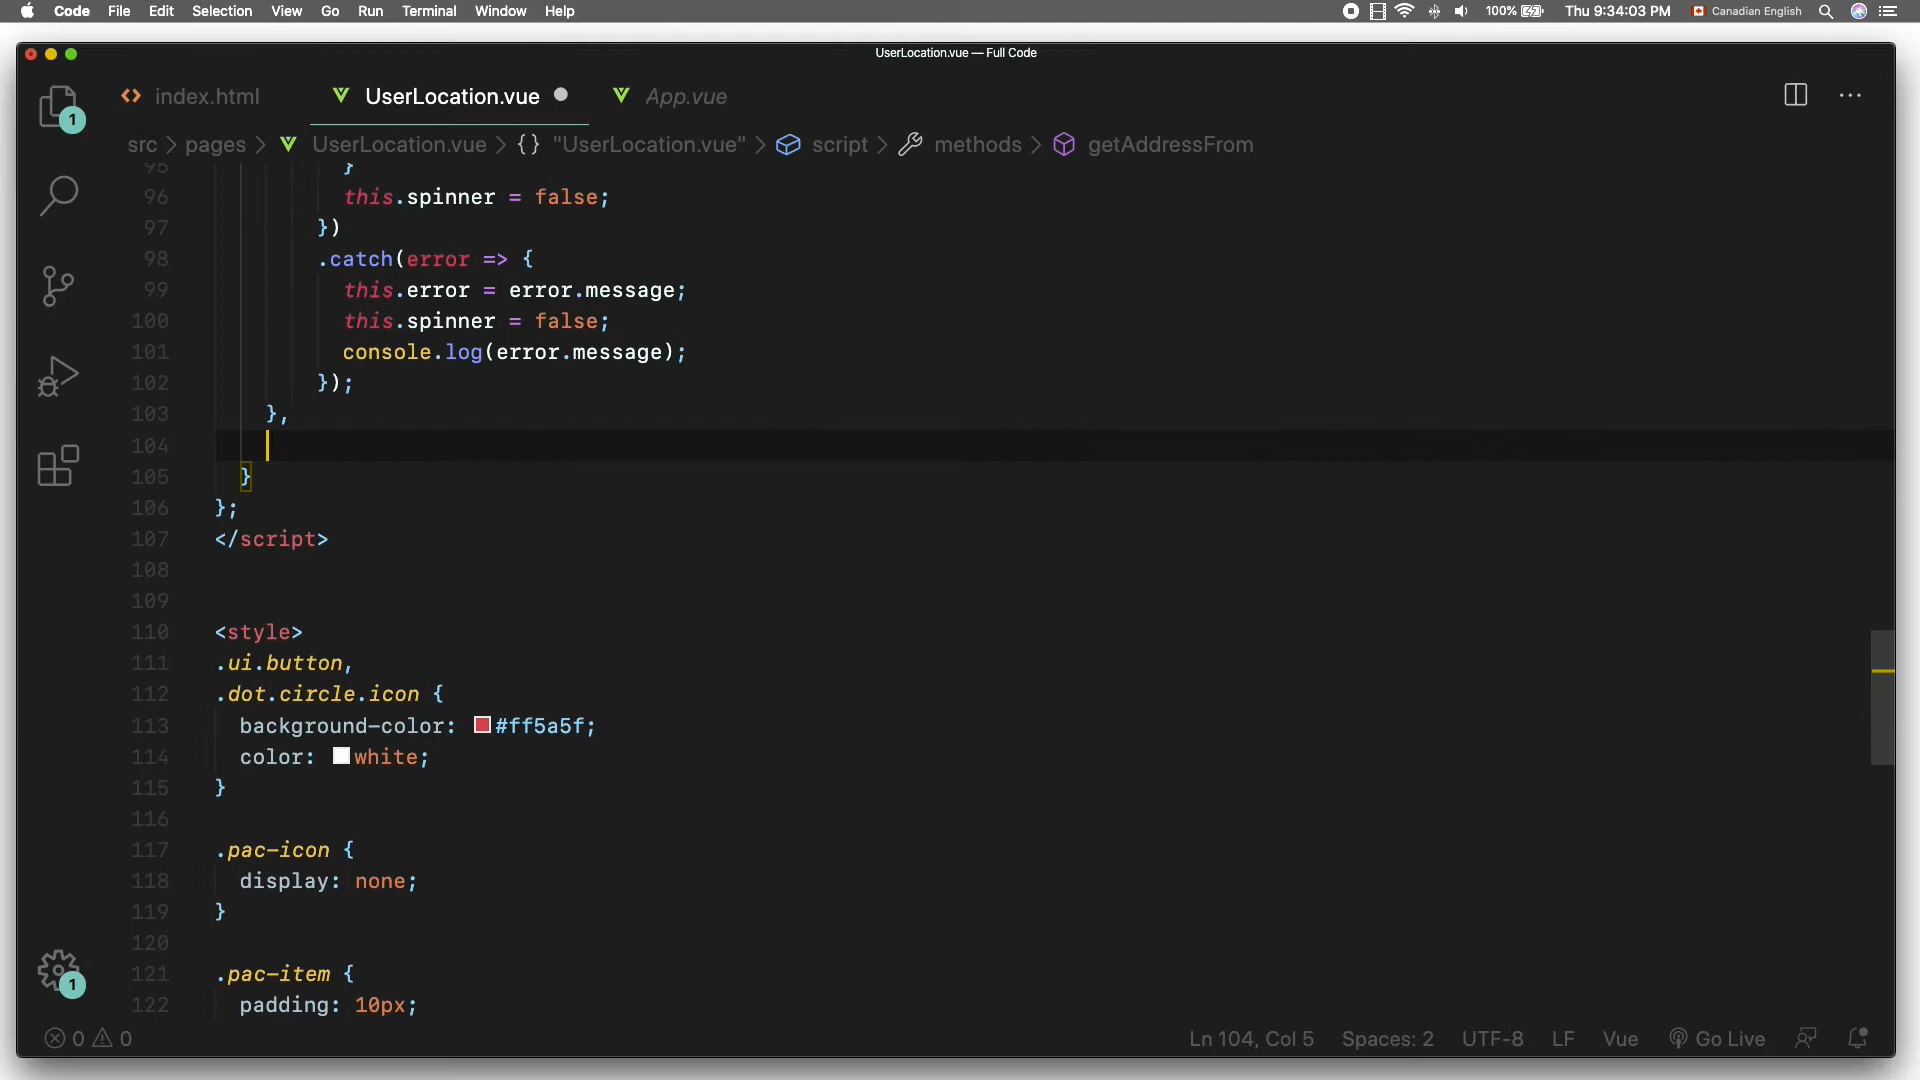 Code File Edit Selection View Go Run Terminal Window Help 100% Thu 9:34:03 PM Canadian English
UserLocation.vue — Full Code
index.html UserLocation.vue App.vue
src > pages > UserLocation.vue > {} "UserLocation.vue" > script > methods > getAddressFrom
95 }
96 this.spinner = false;
97 })
98 .catch(error => {
99 this.error = error.message;
100 this.spinner = false;
101 console.log(error.message);
102 });
103 },
104
105 }
106 };
107 </script>
108
109
110 <style>
111 .ui.button,
112 .dot.circle.icon {
113 background-color: #ff5a5f;
114 color: white;
115 }
116
117 .pac-icon {
118 display: none;
119 }
120
121 .pac-item {
122 padding: 10px;
1
1
0 0 Ln 104, Col 5 Spaces: 2 UTF-8 LF Vue Go Live